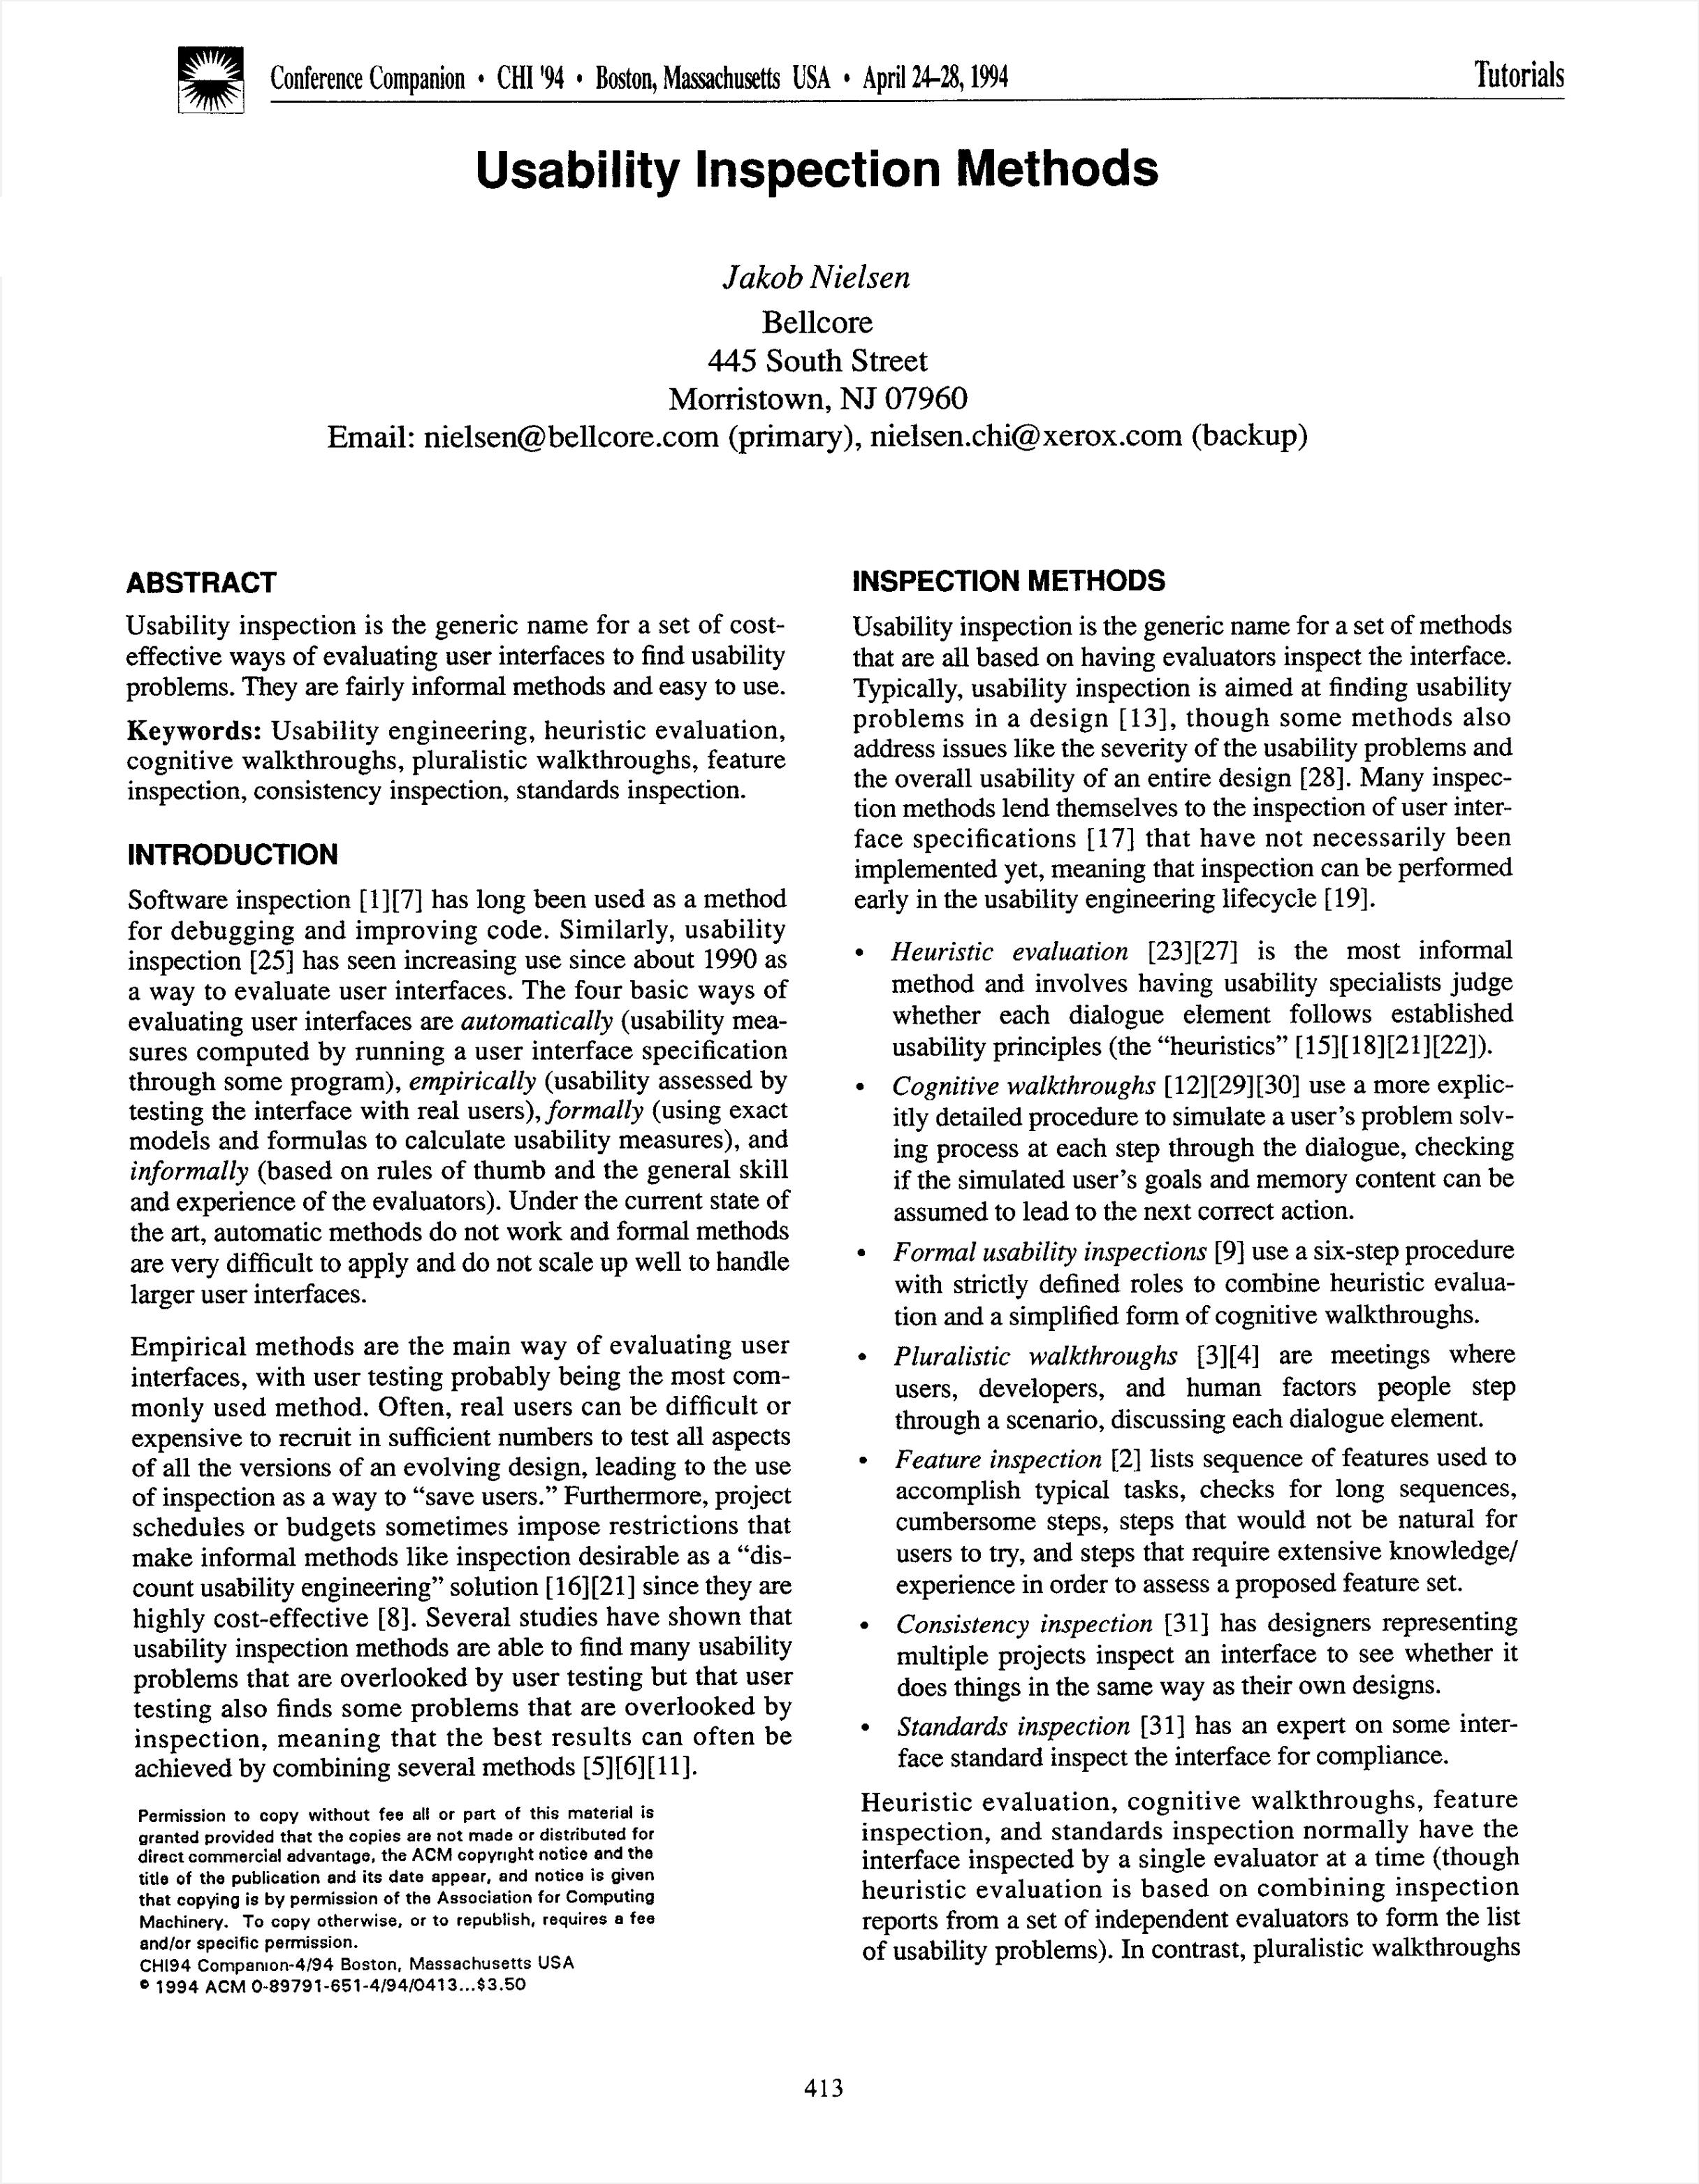 Conference Companion • CHI '94 • Boston, Massachusetts USA • April 24–28, 1994
Tutorials
Usability Inspection Methods
Jakob Nielsen
Bellcore
445 South Street
Morristown, NJ 07960
Email: nielsen@bellcore.com (primary), nielsen.chi@xerox.com (backup)
ABSTRACT
Usability inspection is the generic name for a set of cost-
effective ways of evaluating user interfaces to find usability
problems. They are fairly informal methods and easy to use.
Keywords: Usability engineering, heuristic evaluation,
cognitive walkthroughs, pluralistic walkthroughs, feature
inspection, consistency inspection, standards inspection.
INTRODUCTION
Software inspection [1][7] has long been used as a method
for debugging and improving code. Similarly, usability
inspection [25] has seen increasing use since about 1990 as
a way to evaluate user interfaces. The four basic ways of
evaluating user interfaces are automatically (usability mea-
sures computed by running a user interface specification
through some program), empirically (usability assessed by
testing the interface with real users), formally (using exact
models and formulas to calculate usability measures), and
informally (based on rules of thumb and the general skill
and experience of the evaluators). Under the current state of
the art, automatic methods do not work and formal methods
are very difficult to apply and do not scale up well to handle
larger user interfaces.
Empirical methods are the main way of evaluating user
interfaces, with user testing probably being the most com-
monly used method. Often, real users can be difficult or
expensive to recruit in sufficient numbers to test all aspects
of all the versions of an evolving design, leading to the use
of inspection as a way to “save users.” Furthermore, project
schedules or budgets sometimes impose restrictions that
make informal methods like inspection desirable as a “dis-
count usability engineering” solution [16][21] since they are
highly cost-effective [8]. Several studies have shown that
usability inspection methods are able to find many usability
problems that are overlooked by user testing but that user
testing also finds some problems that are overlooked by
inspection, meaning that the best results can often be
achieved by combining several methods [5][6][11].
Permission to copy without fee all or part of this material is
granted provided that the copies are not made or distributed for
direct commercial advantage, the ACM copyright notice and the
title of the publication and its date appear, and notice is given
that copying is by permission of the Association for Computing
Machinery. To copy otherwise, or to republish, requires a fee
and/or specific permission.
CHI94 Companion-4/94 Boston, Massachusetts USA
© 1994 ACM 0-89791-651-4/94/0413...$3.50
INSPECTION METHODS
Usability inspection is the generic name for a set of methods
that are all based on having evaluators inspect the interface.
Typically, usability inspection is aimed at finding usability
problems in a design [13], though some methods also
address issues like the severity of the usability problems and
the overall usability of an entire design [28]. Many inspec-
tion methods lend themselves to the inspection of user inter-
face specifications [17] that have not necessarily been
implemented yet, meaning that inspection can be performed
early in the usability engineering lifecycle [19].
• Heuristic evaluation [23][27] is the most informal
method and involves having usability specialists judge
whether each dialogue element follows established
usability principles (the “heuristics” [15][18][21][22]).
• Cognitive walkthroughs [12][29][30] use a more explic-
itly detailed procedure to simulate a user’s problem solv-
ing process at each step through the dialogue, checking
if the simulated user’s goals and memory content can be
assumed to lead to the next correct action.
• Formal usability inspections [9] use a six-step procedure
with strictly defined roles to combine heuristic evalua-
tion and a simplified form of cognitive walkthroughs.
• Pluralistic walkthroughs [3][4] are meetings where
users, developers, and human factors people step
through a scenario, discussing each dialogue element.
• Feature inspection [2] lists sequence of features used to
accomplish typical tasks, checks for long sequences,
cumbersome steps, steps that would not be natural for
users to try, and steps that require extensive knowledge/
experience in order to assess a proposed feature set.
• Consistency inspection [31] has designers representing
multiple projects inspect an interface to see whether it
does things in the same way as their own designs.
• Standards inspection [31] has an expert on some inter-
face standard inspect the interface for compliance.
Heuristic evaluation, cognitive walkthroughs, feature
inspection, and standards inspection normally have the
interface inspected by a single evaluator at a time (though
heuristic evaluation is based on combining inspection
reports from a set of independent evaluators to form the list
of usability problems). In contrast, pluralistic walkthroughs
413